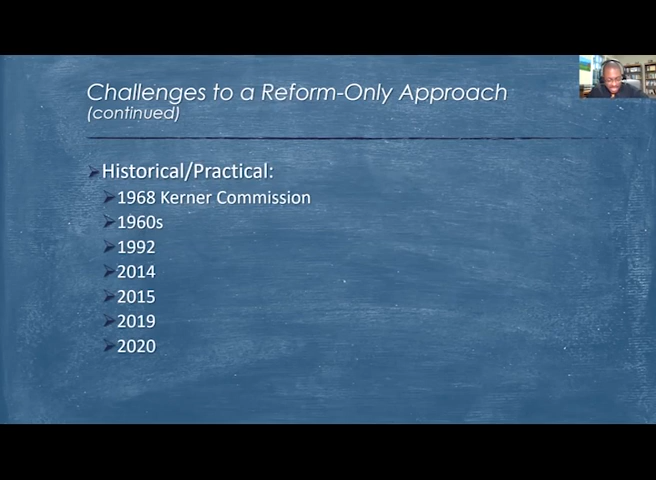 Challenges to a Reform-Only Approach
(continued)
Historical/Practical:
1968 Kerner Commission
1960s
1992
2014
2015
2019
2020